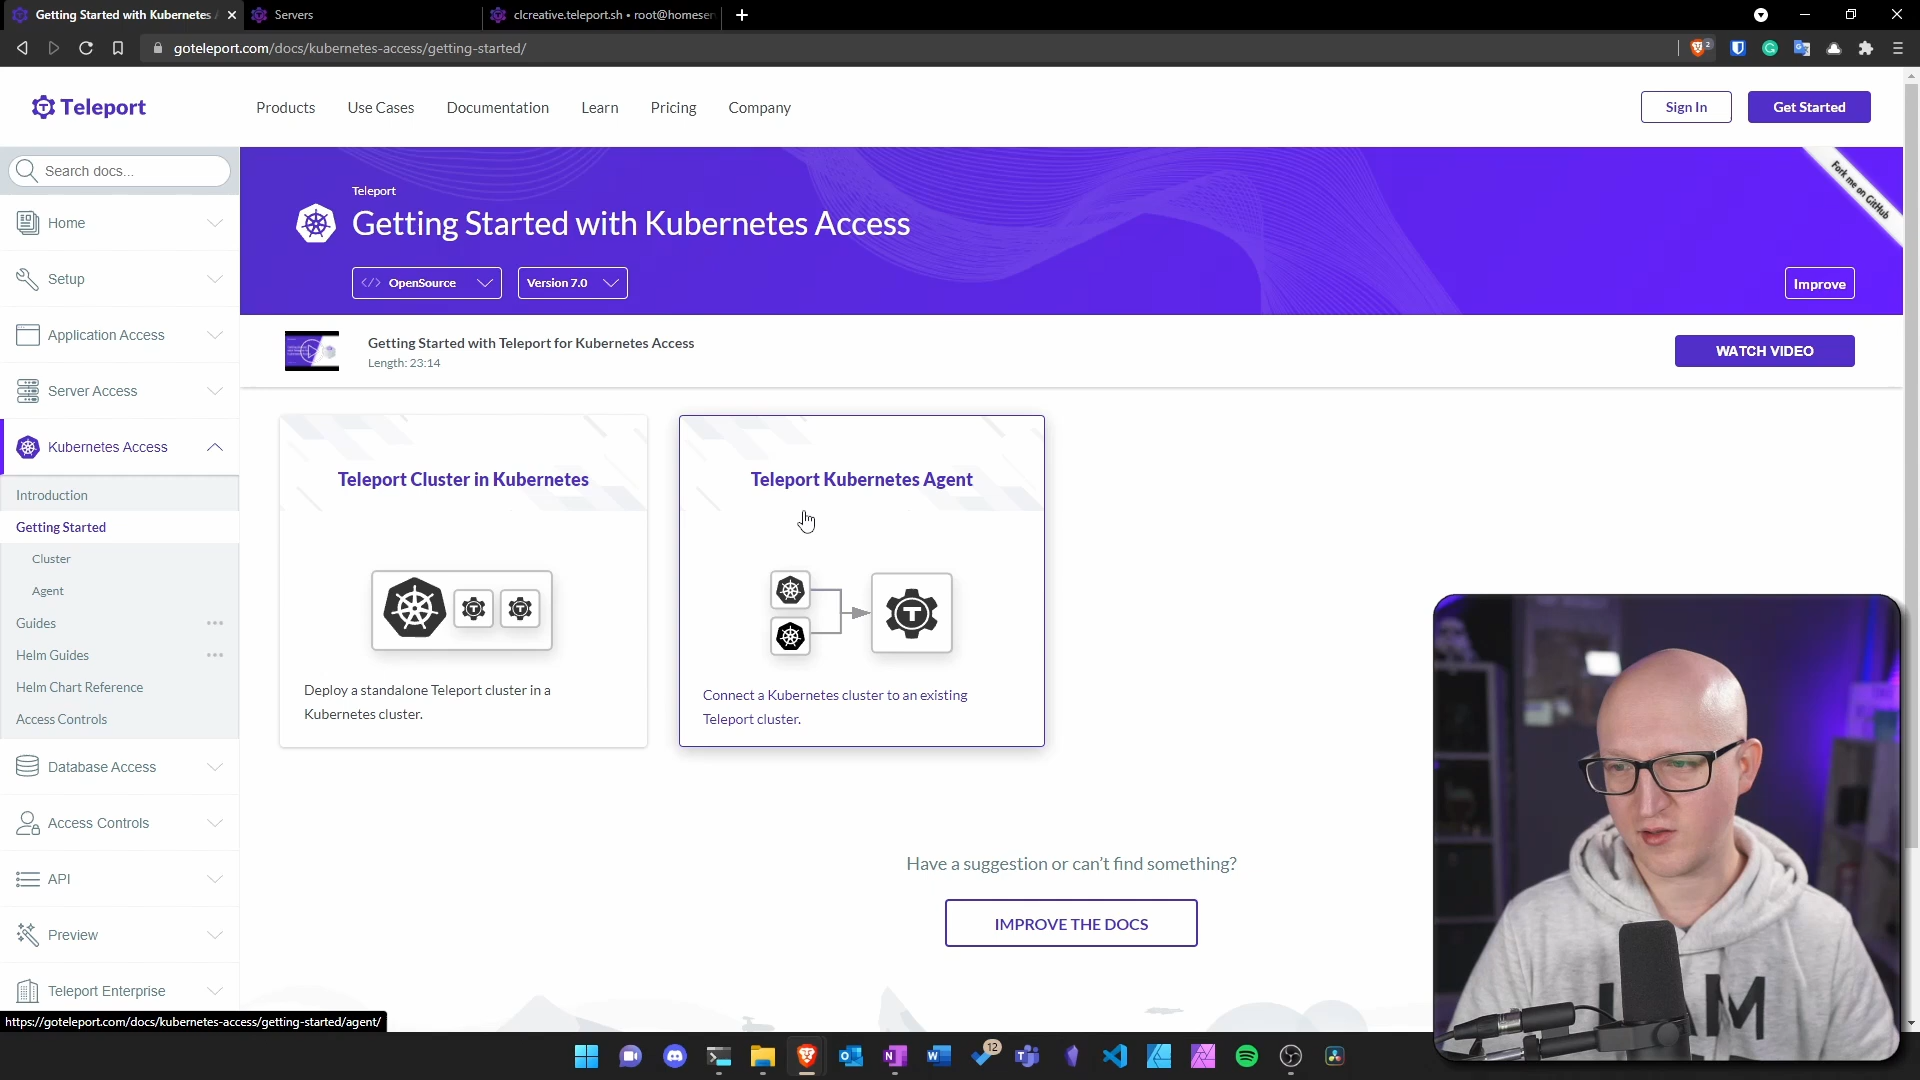 Getting Started with Kubernetes
Servers
clcreative.teleport.sh • root@homeser
goteleport.com/docs/kubernetes-access/getting-started/
2
Teleport
Products
Use Cases
Documentation
Learn
Pricing
Company
Sign In
Get Started
Search docs...
Home
Setup
Application Access
Server Access
Kubernetes Access
Introduction
Getting Started
Cluster
Agent
Guides
Helm Guides
Helm Chart Reference
Access Controls
Database Access
Access Controls
API
Preview
Teleport Enterprise
https://goteleport.com/docs/kubernetes-access/getting-started/agent/
Teleport
Getting Started with Kubernetes Access
</> OpenSource
Version 7.0
Improve
Fork me on GitHub
Getting Started with Teleport for Kubernetes Access
Length: 23:14
WATCH VIDEO
Teleport Cluster in Kubernetes
Deploy a standalone Teleport cluster in a
Kubernetes cluster.
Teleport Kubernetes Agent
Connect a Kubernetes cluster to an existing
Teleport cluster.
Have a suggestion or can't find something?
IMPROVE THE DOCS
12